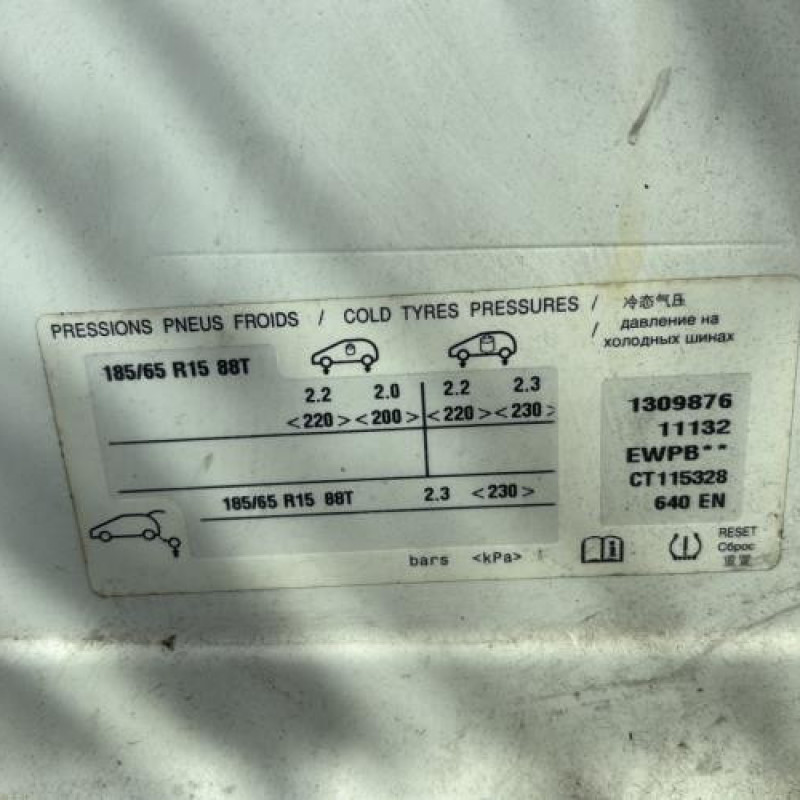 PRESSIONS PNEUS FROIDS / COLD TYRES PRESSURES / 冷态气压
/ давление на
холодных шинах
185/65 R15 88T
2.2 2.0 2.2 2.3
<220> <200> <220> <230>
185/65 R15 88T 2.3 <230>
bars <kPa>
1309876
11132
EWPB**
CT115328
640 EN
RESET
Сброс
重置